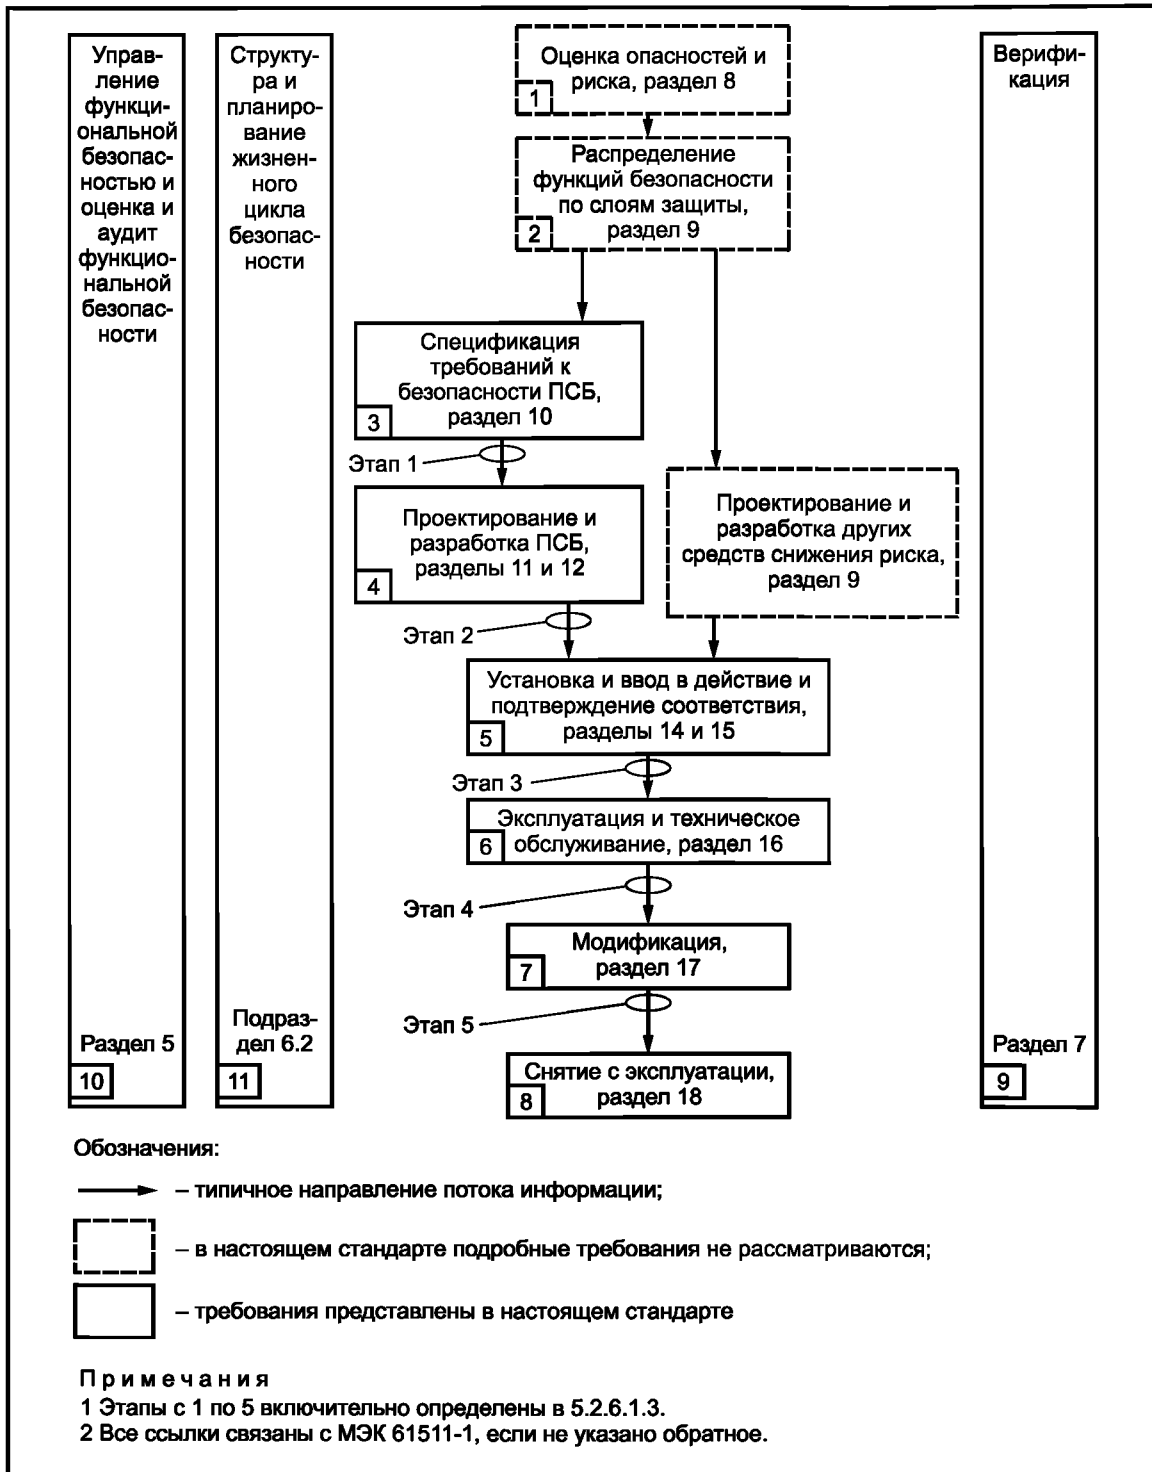 Управ-
ление
функци-
ональной
безопас-
ностью и
оценка и
аудит
функцио-
нальной
безопас-
ности
Раздел 5
10
Структу-
ра и
планиро-
вание
жизнен-
ного
цикла
безопас-
ности
Подраз-
дел 6.2
11
Оценка опасностей и
риска, раздел 8
1
Распределение
функций безопасности
по слоям защиты,
раздел 9
2
Спецификация
требований к
безопасности ПСБ,
раздел 10
3
Этап 1
Проектирование и
разработка ПСБ,
разделы 11 и 12
4
Проектирование и
разработка других
средств снижения риска,
раздел 9
Этап 2
Установка и ввод в действие и
подтверждение соответствия,
разделы 14 и 15
5
Этап 3
Эксплуатация и техническое
обслуживание, раздел 16
6
Этап 4
Модификация,
раздел 17
7
Этап 5
Снятие с эксплуатации,
раздел 18
8
Верифи-
кация
Раздел 7
9
Обозначения:
– типичное направление потока информации;
– в настоящем стандарте подробные требования не рассматриваются;
– требования представлены в настоящем стандарте
Примечания
1 Этапы с 1 по 5 включительно определены в 5.2.6.1.3.
2 Все ссылки связаны с МЭК 61511-1, если не указано обратное.